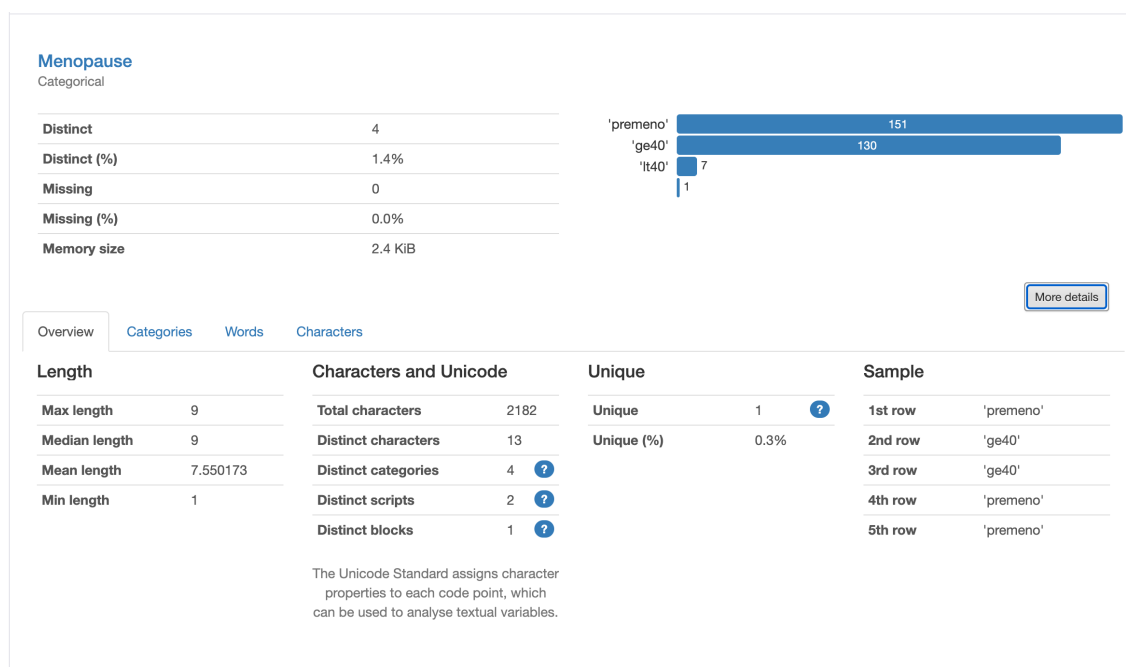 Menopause
Categorical
Distinct 4
Distinct (%) 1.4%
Missing 0
Missing (%) 0.0%
Memory size 2.4 KiB
'premeno' 151
'ge40' 130
'lt40' 7
1
More details
Overview Categories Words Characters
Length
Max length 9
Median length 9
Mean length 7.550173
Min length 1
Characters and Unicode
Total characters 2182
Distinct characters 13
Distinct categories 4 ?
Distinct scripts 2 ?
Distinct blocks 1 ?
The Unicode Standard assigns character
properties to each code point, which
can be used to analyse textual variables.
Unique
Unique 1 ?
Unique (%) 0.3%
Sample
1st row 'premeno'
2nd row 'ge40'
3rd row 'ge40'
4th row 'premeno'
5th row 'premeno'